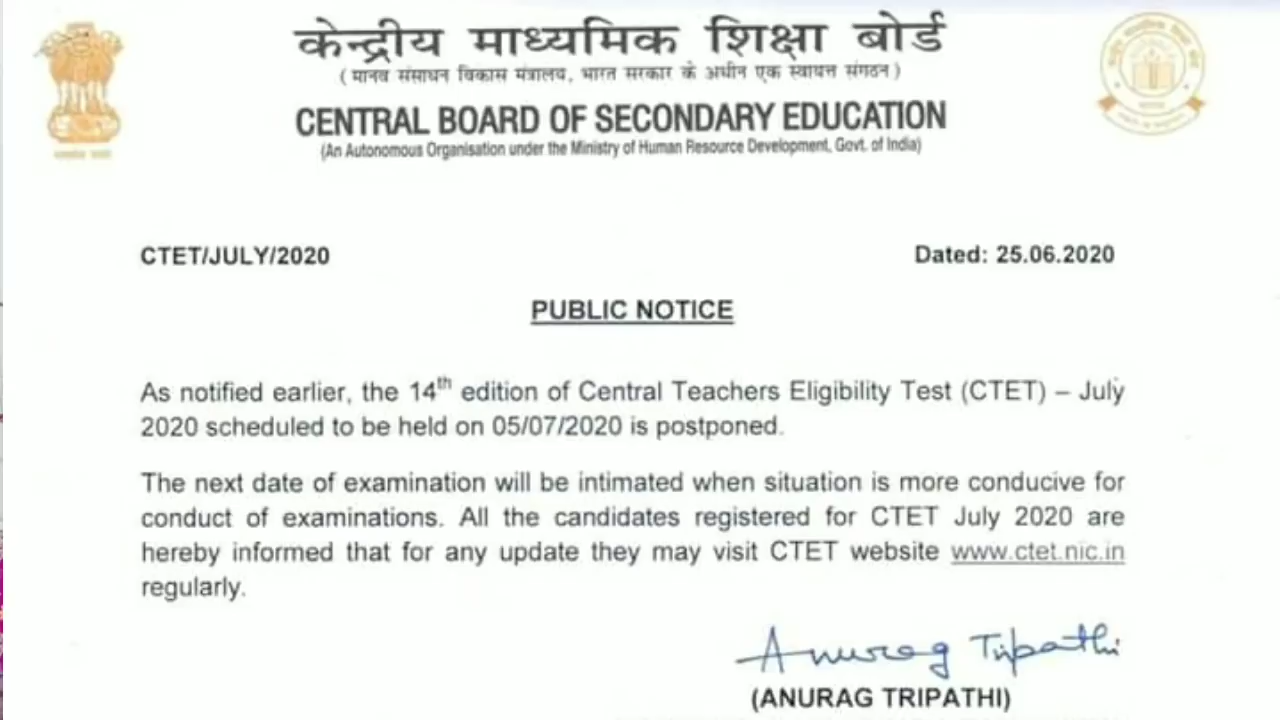 केन्द्रीय माध्यमिक शिक्षा बोर्ड
(मानव संसाधन विकास मंत्रालय, भारत सरकार के अधीन एक स्वायत्त संगठन)
CENTRAL BOARD OF SECONDARY EDUCATION
(An Autonomous Organisation under the Ministry of Human Resource Development, Govt. of India)
CTET/JULY/2020 Dated: 25.06.2020
PUBLIC NOTICE
As notified earlier, the 14th edition of Central Teachers Eligibility Test (CTET) – July
2020 scheduled to be held on 05/07/2020 is postponed.
The next date of examination will be intimated when situation is more conducive for
conduct of examinations. All the candidates registered for CTET July 2020 are
hereby informed that for any update they may visit CTET website www.ctet.nic.in
regularly.
Anurag Tripathi
(ANURAG TRIPATHI)